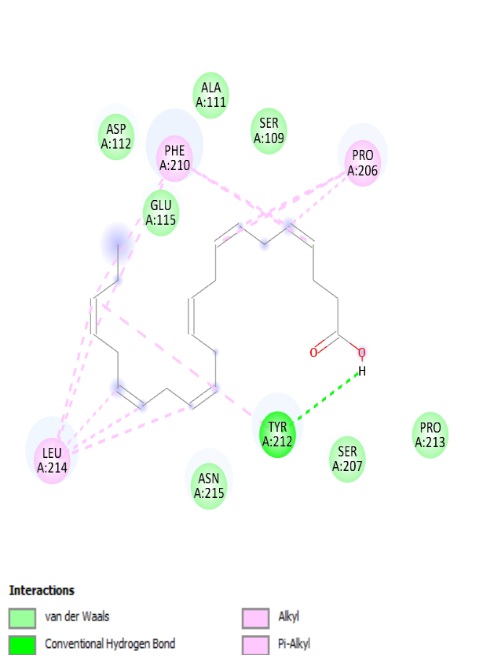 ALA
A:111
SER
A:109
ASP
A:112
PHE
A:210
PRO
A:206
GLU
A:115
O
O
H
TYR
A:212
PRO
A:213
LEU
A:214
SER
A:207
ASN
A:215
Interactions
van der Waals
Alkyl
Conventional Hydrogen Bond
Pi-Alkyl